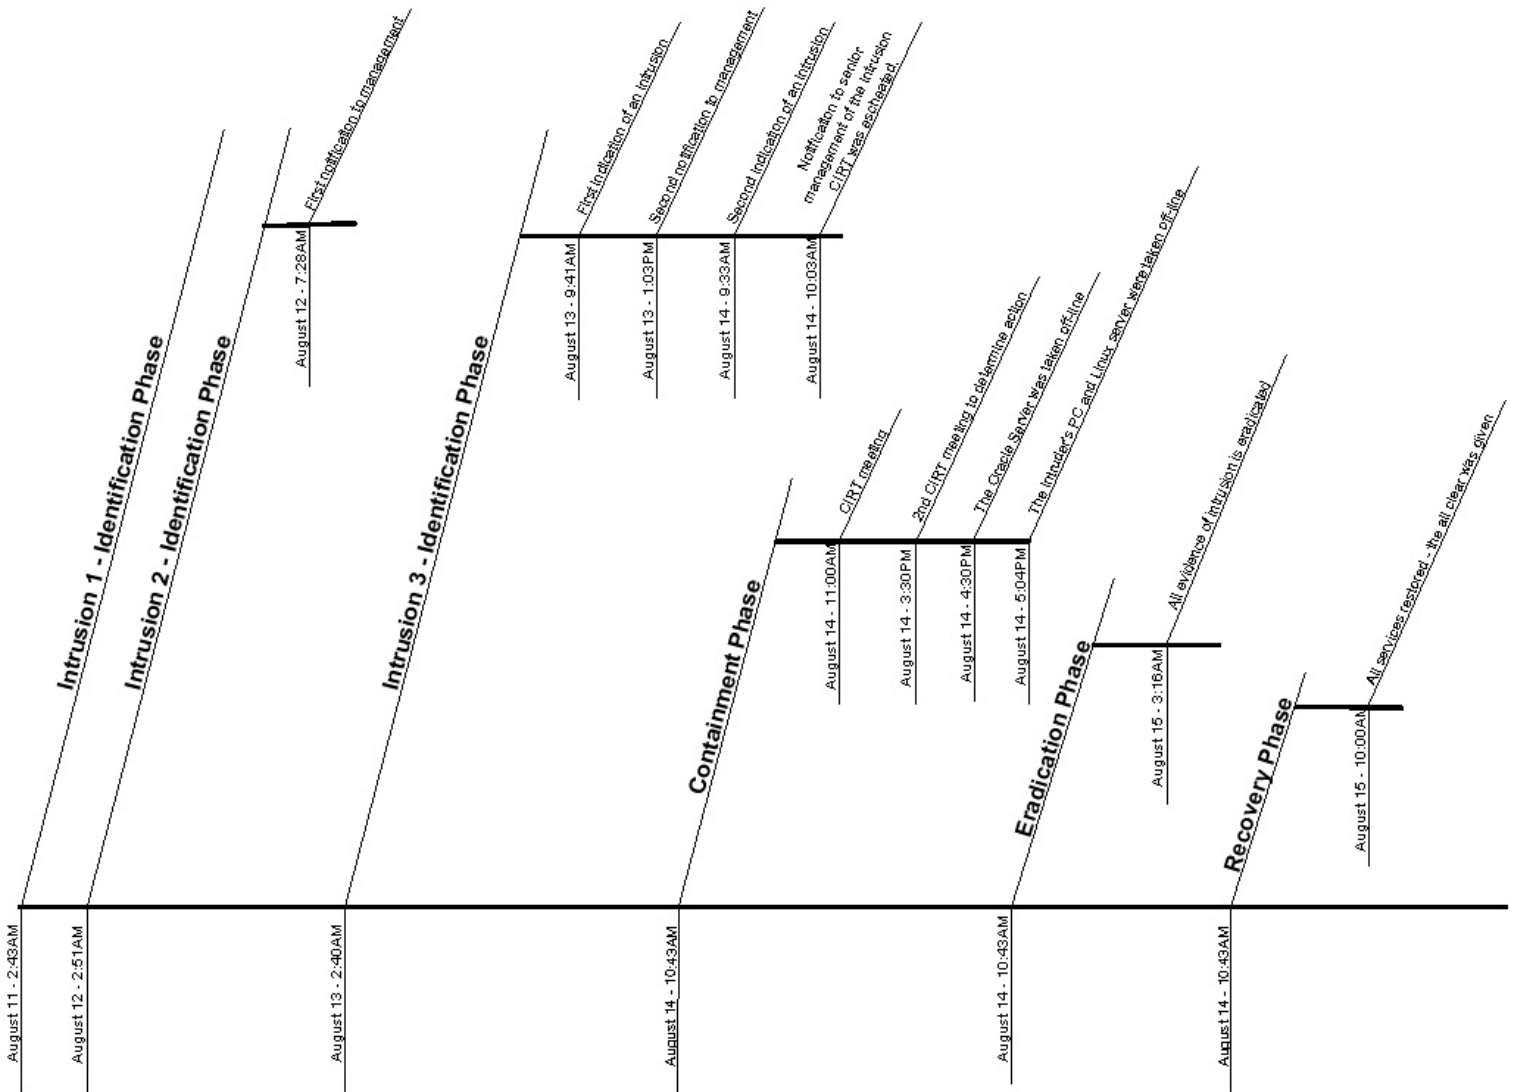 Intrusion 1 - Identification Phase
August 11 - 2:43AM
Intrusion 2 - Identification Phase
August 12 - 2:51AM
First notification to management
August 12 - 7:28AM
Intrusion 3 - Identification Phase
August 13 - 2:40AM
First indication of an intrusion
August 13 - 9:41AM
Second notification to management
August 13 - 1:03PM
Second indication of an intrusion
August 14 - 9:33AM
Notification to senior
management of the intrusion
CIRT was escheated.
August 14 - 10:03AM
Containment Phase
August 14 - 10:43AM
CIRT meeting
August 14 - 11:00AM
2nd CIRT meeting to determine action
August 14 - 3:30PM
The Oracle Server was taken off-line
August 14 - 4:30PM
The Intruder's PC and Linux server were taken off-line
August 14 - 5:04PM
Eradication Phase
August 14 - 10:43AM
All evidence of intrusion is eradicated
August 15 - 3:16AM
Recovery Phase
August 14 - 10:43AM
All services restored - the all clear was given
August 15 - 10:00AM